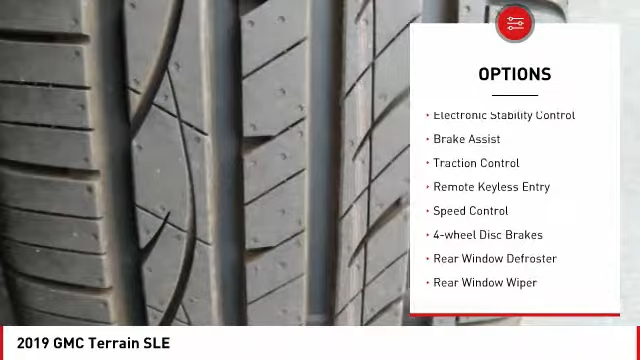 OPTIONS
Electronic Stability Control
Brake Assist
Traction Control
Remote Keyless Entry
Speed Control
4-wheel Disc Brakes
Rear Window Defroster
Rear Window Wiper
2019 GMC Terrain SLE